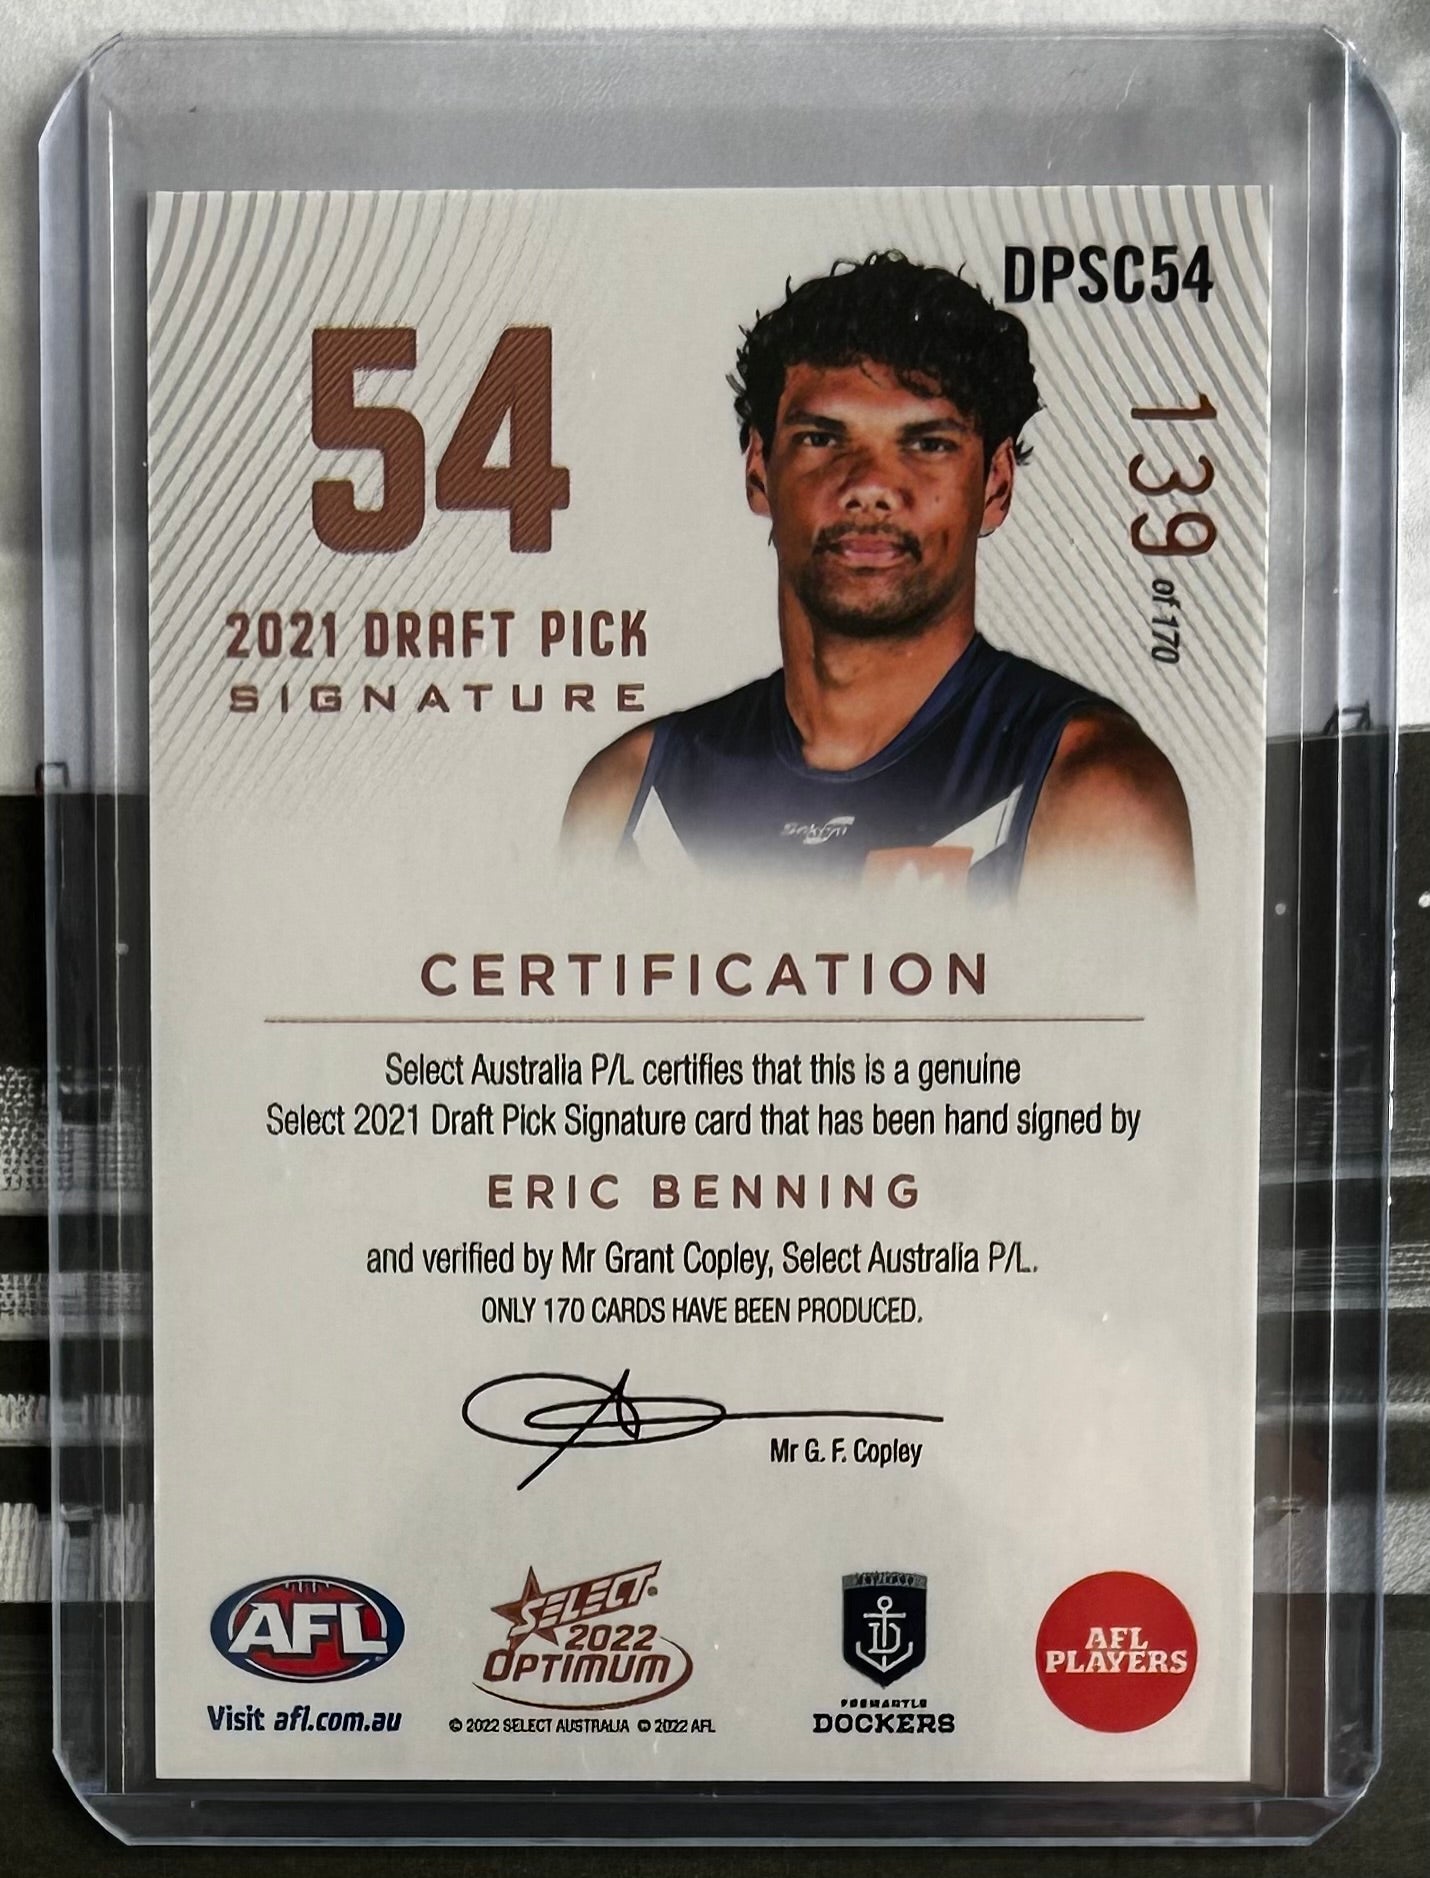 DPSC54
54
139 of 170
2021 DRAFT PICK
SIGNATURE
CERTIFICATION
Select Australia P/L certifies that this is a genuine
Select 2021 Draft Pick Signature card that has been hand signed by
ERIC BENNING
and verified by Mr Grant Copley, Select Australia P/L.
ONLY 170 CARDS HAVE BEEN PRODUCED.
Mr G. F. Copley
AFL
Visit afl.com.au
SELECT
2022
OPTIMUM
© 2022 SELECT AUSTRALIA © 2022 AFL
FREMANTLE
DOCKERS
AFL
PLAYERS